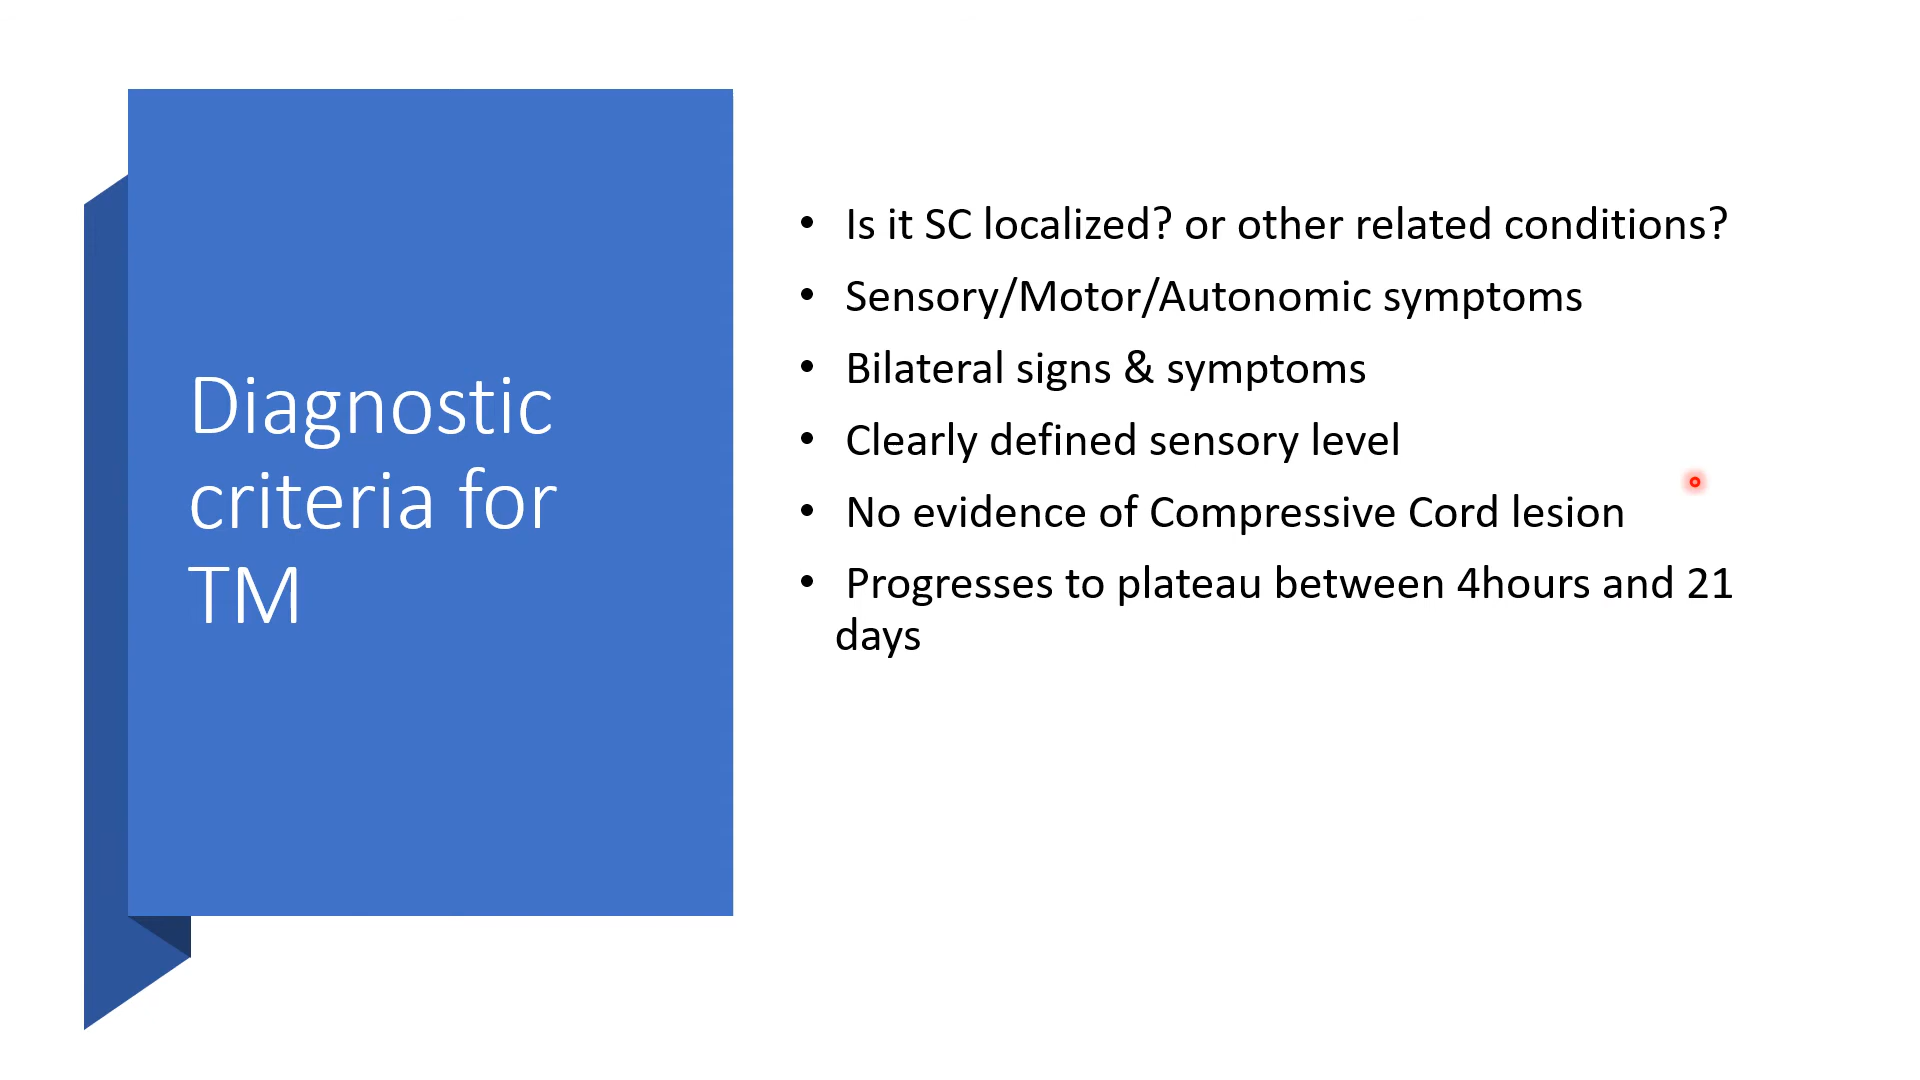 Diagnostic
criteria for
TM
• Is it SC localized? or other related conditions?
• Sensory/Motor/Autonomic symptoms
• Bilateral signs & symptoms
• Clearly defined sensory level
• No evidence of Compressive Cord lesion
• Progresses to plateau between 4hours and 21
days